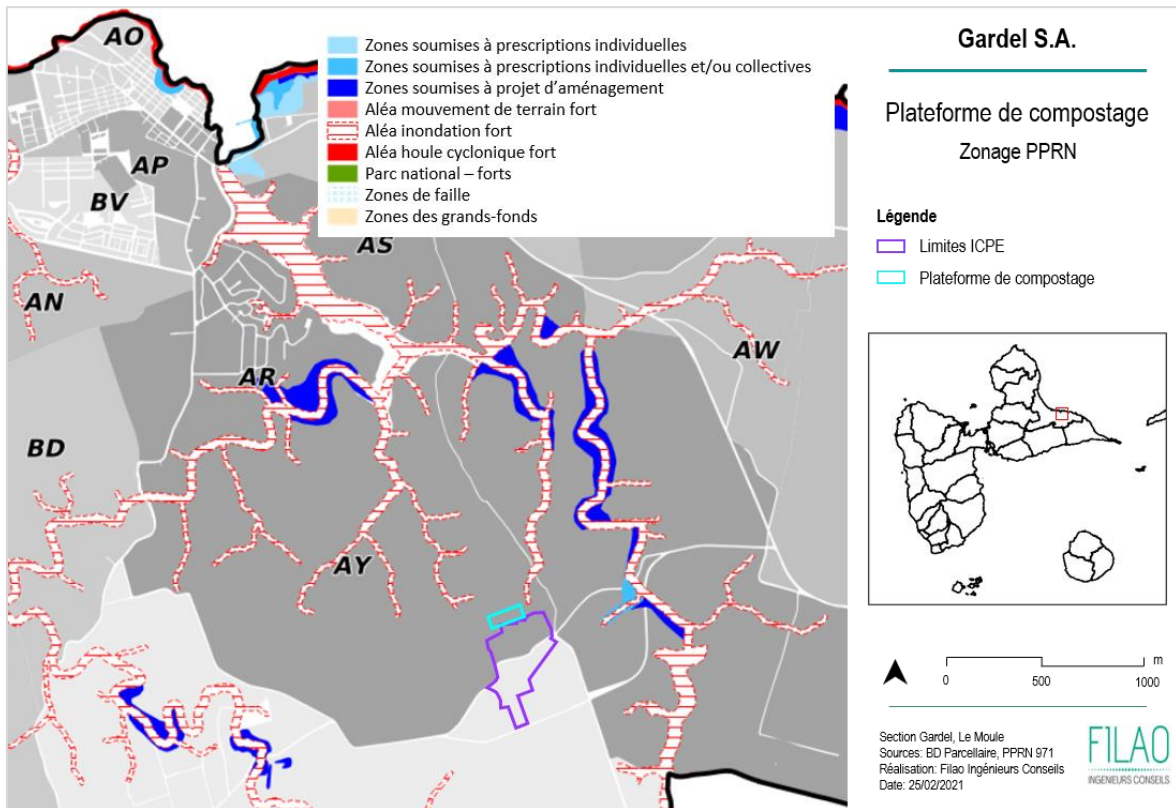 AO
AP
BV
AS
AN
AW
AR
BD
AY
Zones soumises à prescriptions individuelles
Zones soumises à prescriptions individuelles et/ou collectives
Zones soumises à projet d'aménagement
Aléa mouvement de terrain fort
Aléa inondation fort
Aléa houle cyclonique fort
Parc national – forts
Zones de faille
Zones des grands-fonds
Gardel S.A.
Plateforme de compostage
Zonage PPRN
Légende
Limites ICPE
Plateforme de compostage
m
0 500 1000
Section Gardel, Le Moule
Sources: BD Parcellaire, PPRN 971
Réalisation: Filao Ingénieurs Conseils
Date: 25/02/2021
FILAO
INGENIEURS CONSEILS